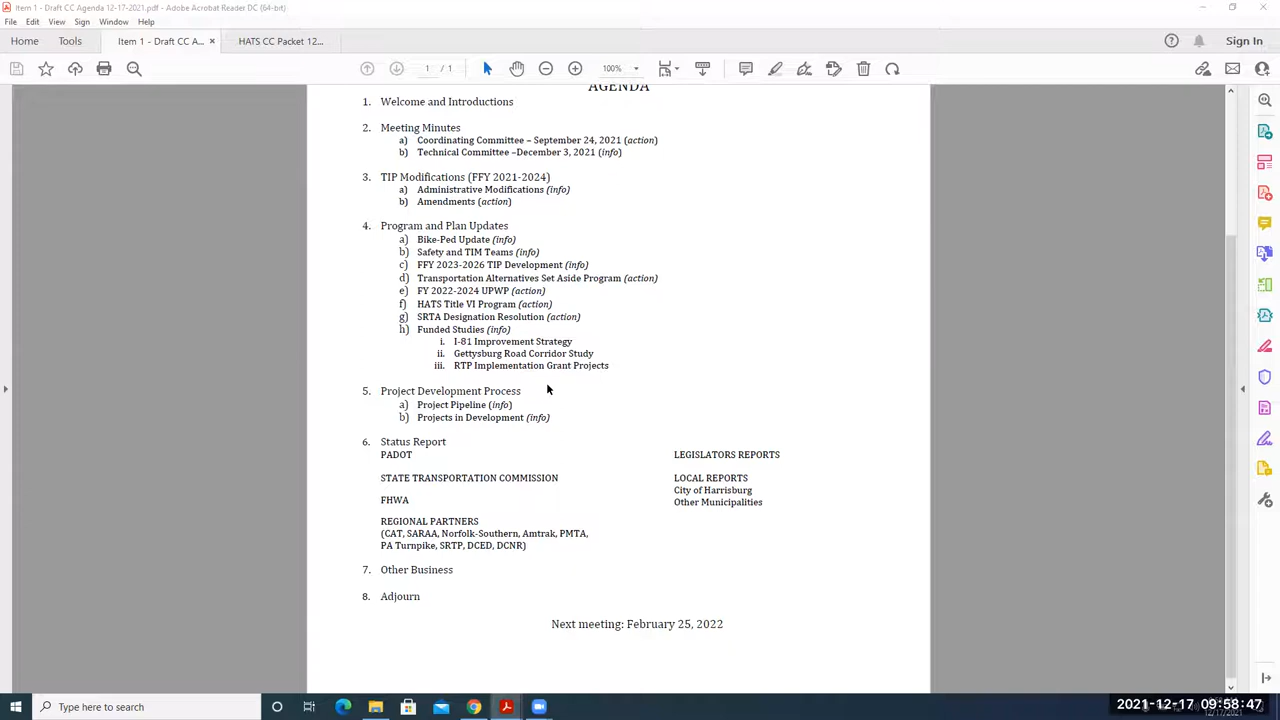 Item 1 - Draft CC Agenda 12-17-2021.pdf - Adobe Acrobat Reader DC (64-bit)
File Edit View Sign Window Help
Home Tools Item 1 - Draft CC A... × HATS CC Packet 12... Sign In
1 / 1 100%
AGENDA
1. Welcome and Introductions
2. Meeting Minutes
a) Coordinating Committee – September 24, 2021 (action)
b) Technical Committee –December 3, 2021 (info)
3. TIP Modifications (FFY 2021-2024)
a) Administrative Modifications (info)
b) Amendments (action)
4. Program and Plan Updates
a) Bike-Ped Update (info)
b) Safety and TIM Teams (info)
c) FFY 2023-2026 TIP Development (info)
d) Transportation Alternatives Set Aside Program (action)
e) FY 2022-2024 UPWP (action)
f) HATS Title VI Program (action)
g) SRTA Designation Resolution (action)
h) Funded Studies (info)
i. I-81 Improvement Strategy
ii. Gettysburg Road Corridor Study
iii. RTP Implementation Grant Projects
5. Project Development Process
a) Project Pipeline (info)
b) Projects in Development (info)
6. Status Report
PADOT LEGISLATORS REPORTS
STATE TRANSPORTATION COMMISSION LOCAL REPORTS
City of Harrisburg
FHWA Other Municipalities
REGIONAL PARTNERS
(CAT, SARAA, Norfolk-Southern, Amtrak, PMTA,
PA Turnpike, SRTP, DCED, DCNR)
7. Other Business
8. Adjourn
Next meeting: February 25, 2022
Type here to search
2021-12-17 09:58:47